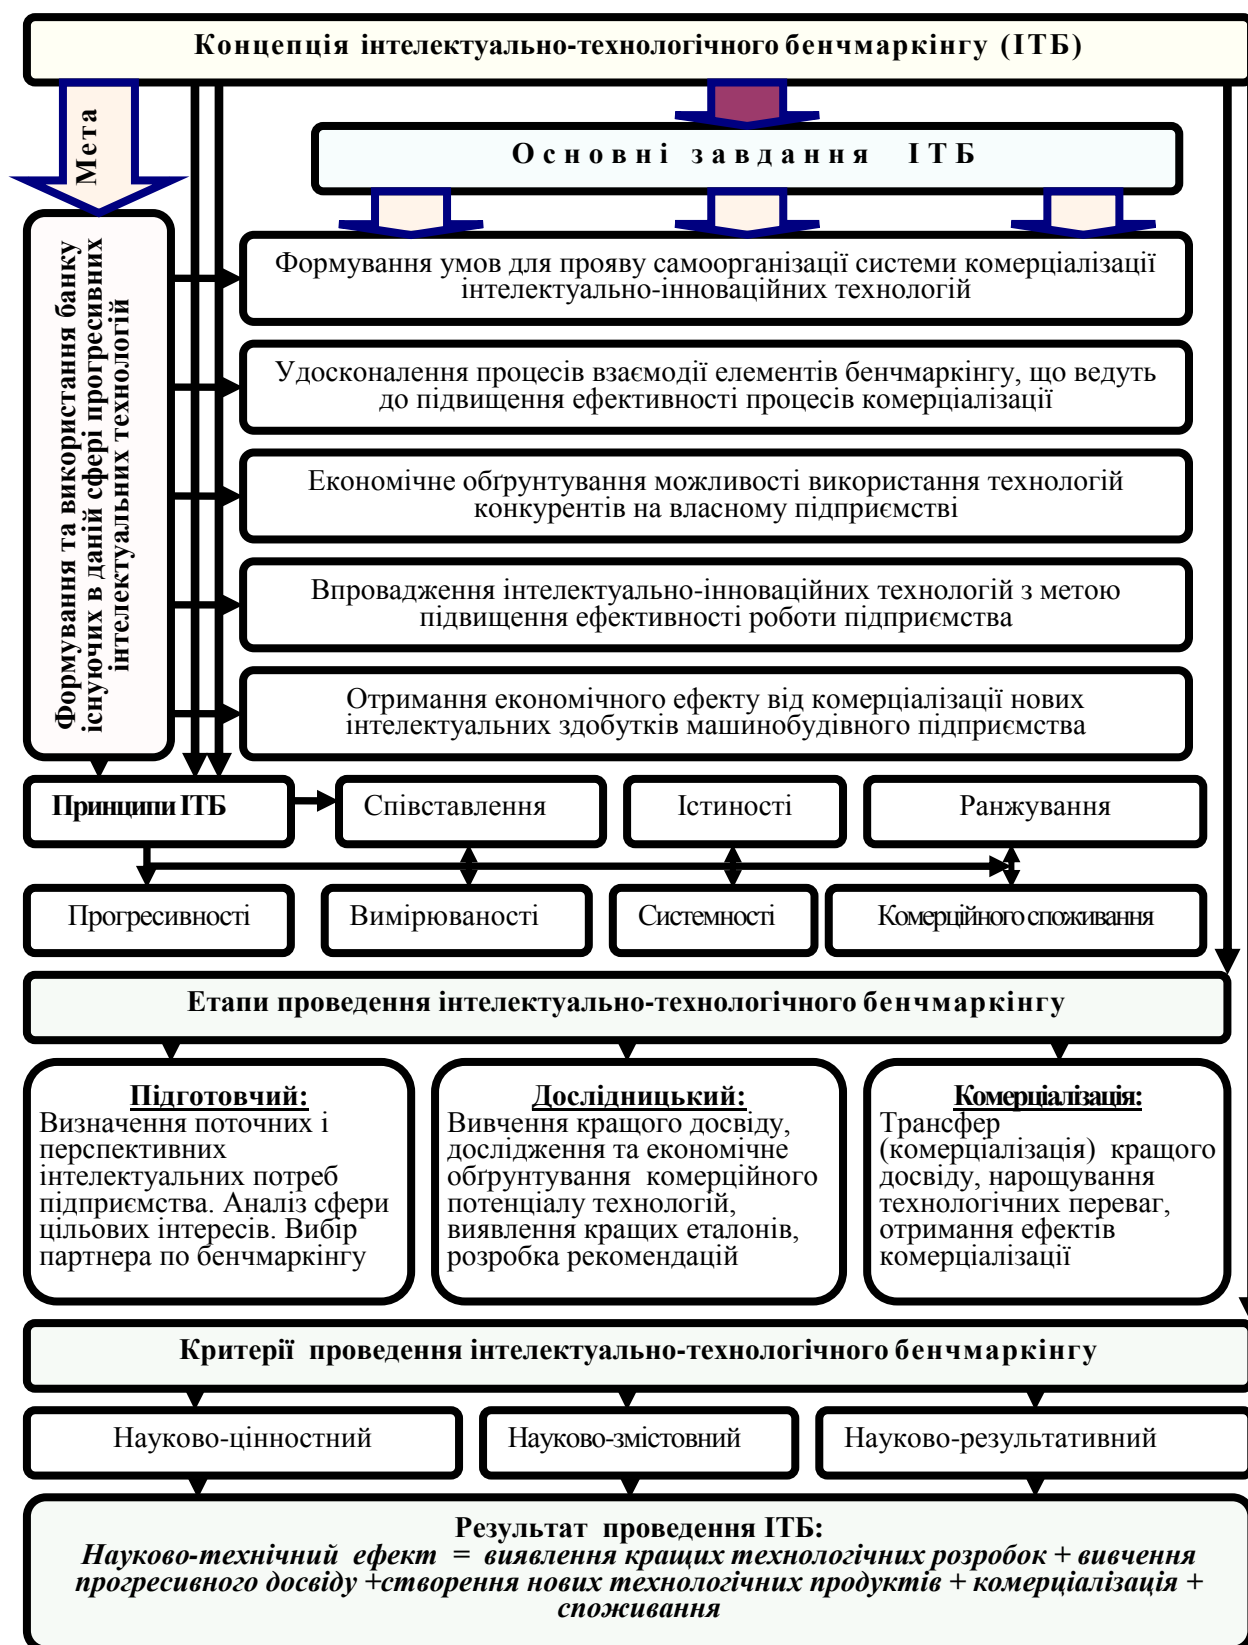 Концепція інтелектуально-технологічного бенчмаркінгу (ІТБ)
Мета
Основні завдання ІТБ
Формування та використання банку
існуючих в даній сфері прогресивних
інтелектуальних технологій
Формування умов для прояву самоорганізації системи комерціалізації
інтелектуально-інноваційних технологій
Удосконалення процесів взаємодії елементів бенчмаркінгу, що ведуть
до підвищення ефективності процесів комерціалізації
Економічне обґрунтування можливості використання технологій
конкурентів на власному підприємстві
Впровадження інтелектуально-інноваційних технологій з метою
підвищення ефективності роботи підприємства
Отримання економічного ефекту від комерціалізації нових
інтелектуальних здобутків машинобудівного підприємства
Принципи ІТБ
Співставлення
Істиності
Ранжування
Прогресивності
Вимірюваності
Системності
Комерційного споживання
Етапи проведення інтелектуально-технологічного бенчмаркінгу
Підготовчий:
Визначення поточних і
перспективних
інтелектуальних потреб
підприємства. Аналіз сфери
цільових інтересів. Вибір
партнера по бенчмаркінгу
Дослідницький:
Вивчення кращого досвіду,
дослідження та економічне
обґрунтування комерційного
потенціалу технологій,
виявлення кращих еталонів,
розробка рекомендацій
Комерціалізація:
Трансфер
(комерціалізація) кращого
досвіду, нарощування
технологічних переваг,
отримання ефектів
комерціалізації
Критерії проведення інтелектуально-технологічного бенчмаркінгу
Науково-цінностний
Науково-змістовний
Науково-результативний
Результат проведення ІТБ:
Науково-технічний ефект = виявлення кращих технологічних розробок + вивчення
прогресивного досвіду +створення нових технологічних продуктів + комерціалізація +
споживання